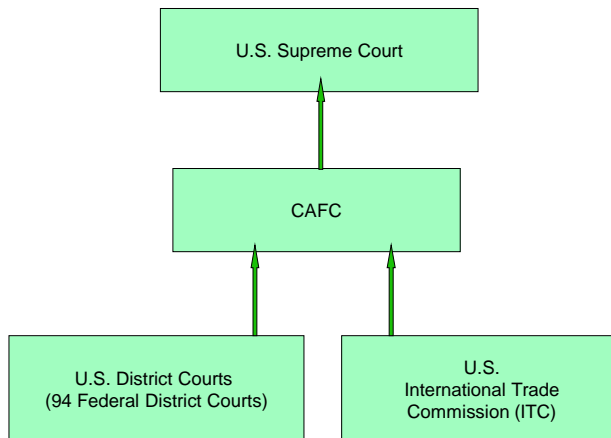 U.S. Supreme Court
CAFC
U.S. District Courts
(94 Federal District Courts)
U.S.
International Trade
Commission (ITC)